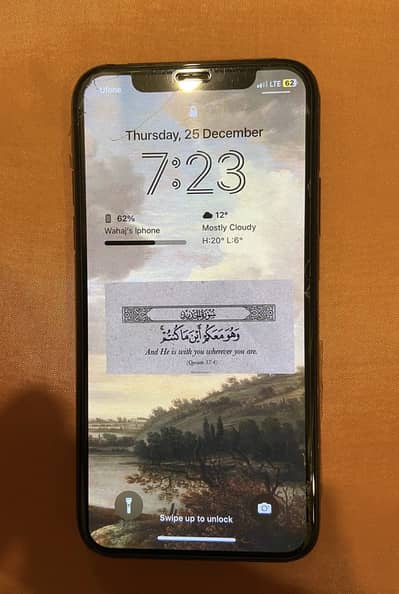 Ufone
LTE 62
Thursday, 25 December
7:23
62%
Wahaj's Iphone
12°
Mostly Cloudy
H:20° L:6°
سُورَةُ الحَدِيد
وَهُوَ مَعَكُمْ أَيْنَ مَا كُنتُمْ ۚ
And He is with you wherever you are.
(Quran 57:4)
Swipe up to unlock